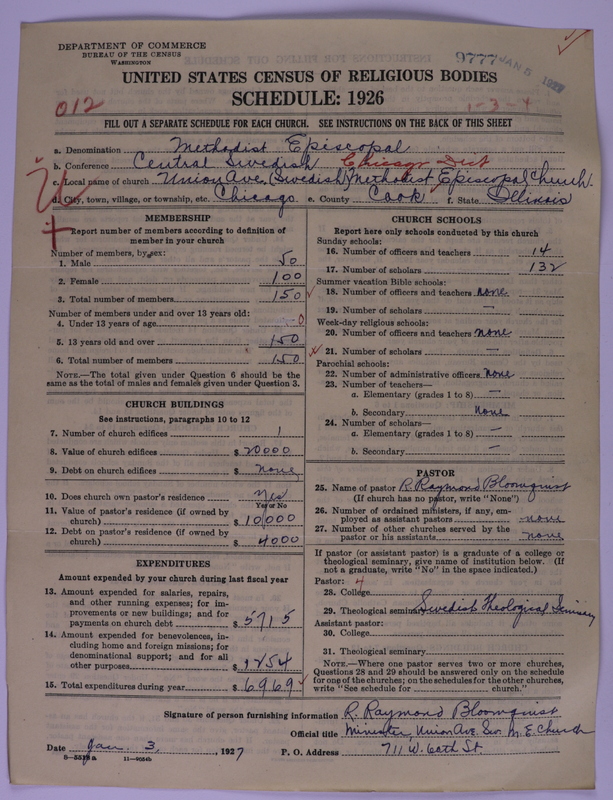 DEPARTMENT OF COMMERCE
BUREAU OF THE CENSUS
WASHINGTON
9777 JAN 5 1927
UNITED STATES CENSUS OF RELIGIOUS BODIES
SCHEDULE: 1926
012
1-3-4
FILL OUT A SEPARATE SCHEDULE FOR EACH CHURCH. SEE INSTRUCTIONS ON THE BACK OF THIS SHEET
a. Denomination Methodist Episcopal
b. Conference Central Swedish Chicago Dist
c. Local name of church Union Ave. (Swedish) Methodist Episcopal Church
d. City, town, village, or township, etc. Chicago e. County Cook f. State Illinois
MEMBERSHIP
Report number of members according to definition of
member in your church
Number of members, by sex:
1. Male 50
2. Female 100
3. Total number of members 150
Number of members under and over 13 years old:
4. Under 13 years of age 0
5. 13 years old and over 150
6. Total number of members 150
NOTE.—The total given under Question 6 should be
same as the total of males and females given under Question 3.
CHURCH BUILDINGS
See instructions, paragraphs 10 to 12
7. Number of church edifices 1
8. Value of church edifices $ 20000
9. Debt on church edifices $ none
10. Does church own pastor's residence yes
Yes or No
11. Value of pastor's residence (if owned by
church) $ 10000
12. Debt on pastor's residence (if owned by
church) $ 4000
EXPENDITURES
Amount expended by your church during last fiscal year
13. Amount expended for salaries, repairs,
and other running expenses; for im-
provements or new buildings; and for
payments on church debt $ 5715
14. Amount expended for benevolences, in-
cluding home and foreign missions; for
denominational support; and for all
other purposes $ 1254
15. Total expenditures during year $ 6969
CHURCH SCHOOLS
Report here only schools conducted by this church
Sunday schools:
16. Number of officers and teachers 14
17. Number of scholars 132
Summer vacation Bible schools:
18. Number of officers and teachers none
19. Number of scholars —
Week-day religious schools:
20. Number of officers and teachers none
21. Number of scholars —
Parochial schools:
22. Number of administrative officers none
23. Number of teachers—
a. Elementary (grades 1 to 8) —
b. Secondary none
24. Number of scholars—
a. Elementary (grades 1 to 8) —
b. Secondary —
PASTOR
25. Name of pastor R. Raymond Bloomquist
(If church has no pastor, write "None")
26. Number of ordained ministers, if any, em-
ployed as assistant pastors none
27. Number of other churches served by the
pastor or his assistants none
If pastor (or assistant pastor) is a graduate of a college or
theological seminary, give name of institution below. (If
not a graduate, write "No" in the space indicated.)
Pastor: 4
28. College
29. Theological seminary Swedish Theological Seminary
Assistant pastor:
30. College
31. Theological seminary
NOTE.—Where one pastor serves two or more churches,
Questions 28 and 29 should be answered only on the schedule
for one of the churches; on the schedules for the other churches,
write "See schedule for church."
Signature of person furnishing information R. Raymond Bloomquist
Official title Minister, Union Ave. Sw. M. E. Church
Date Jan. 3, 1927 P. O. Address 711 W. 60th St.
8-551a 11-9054b